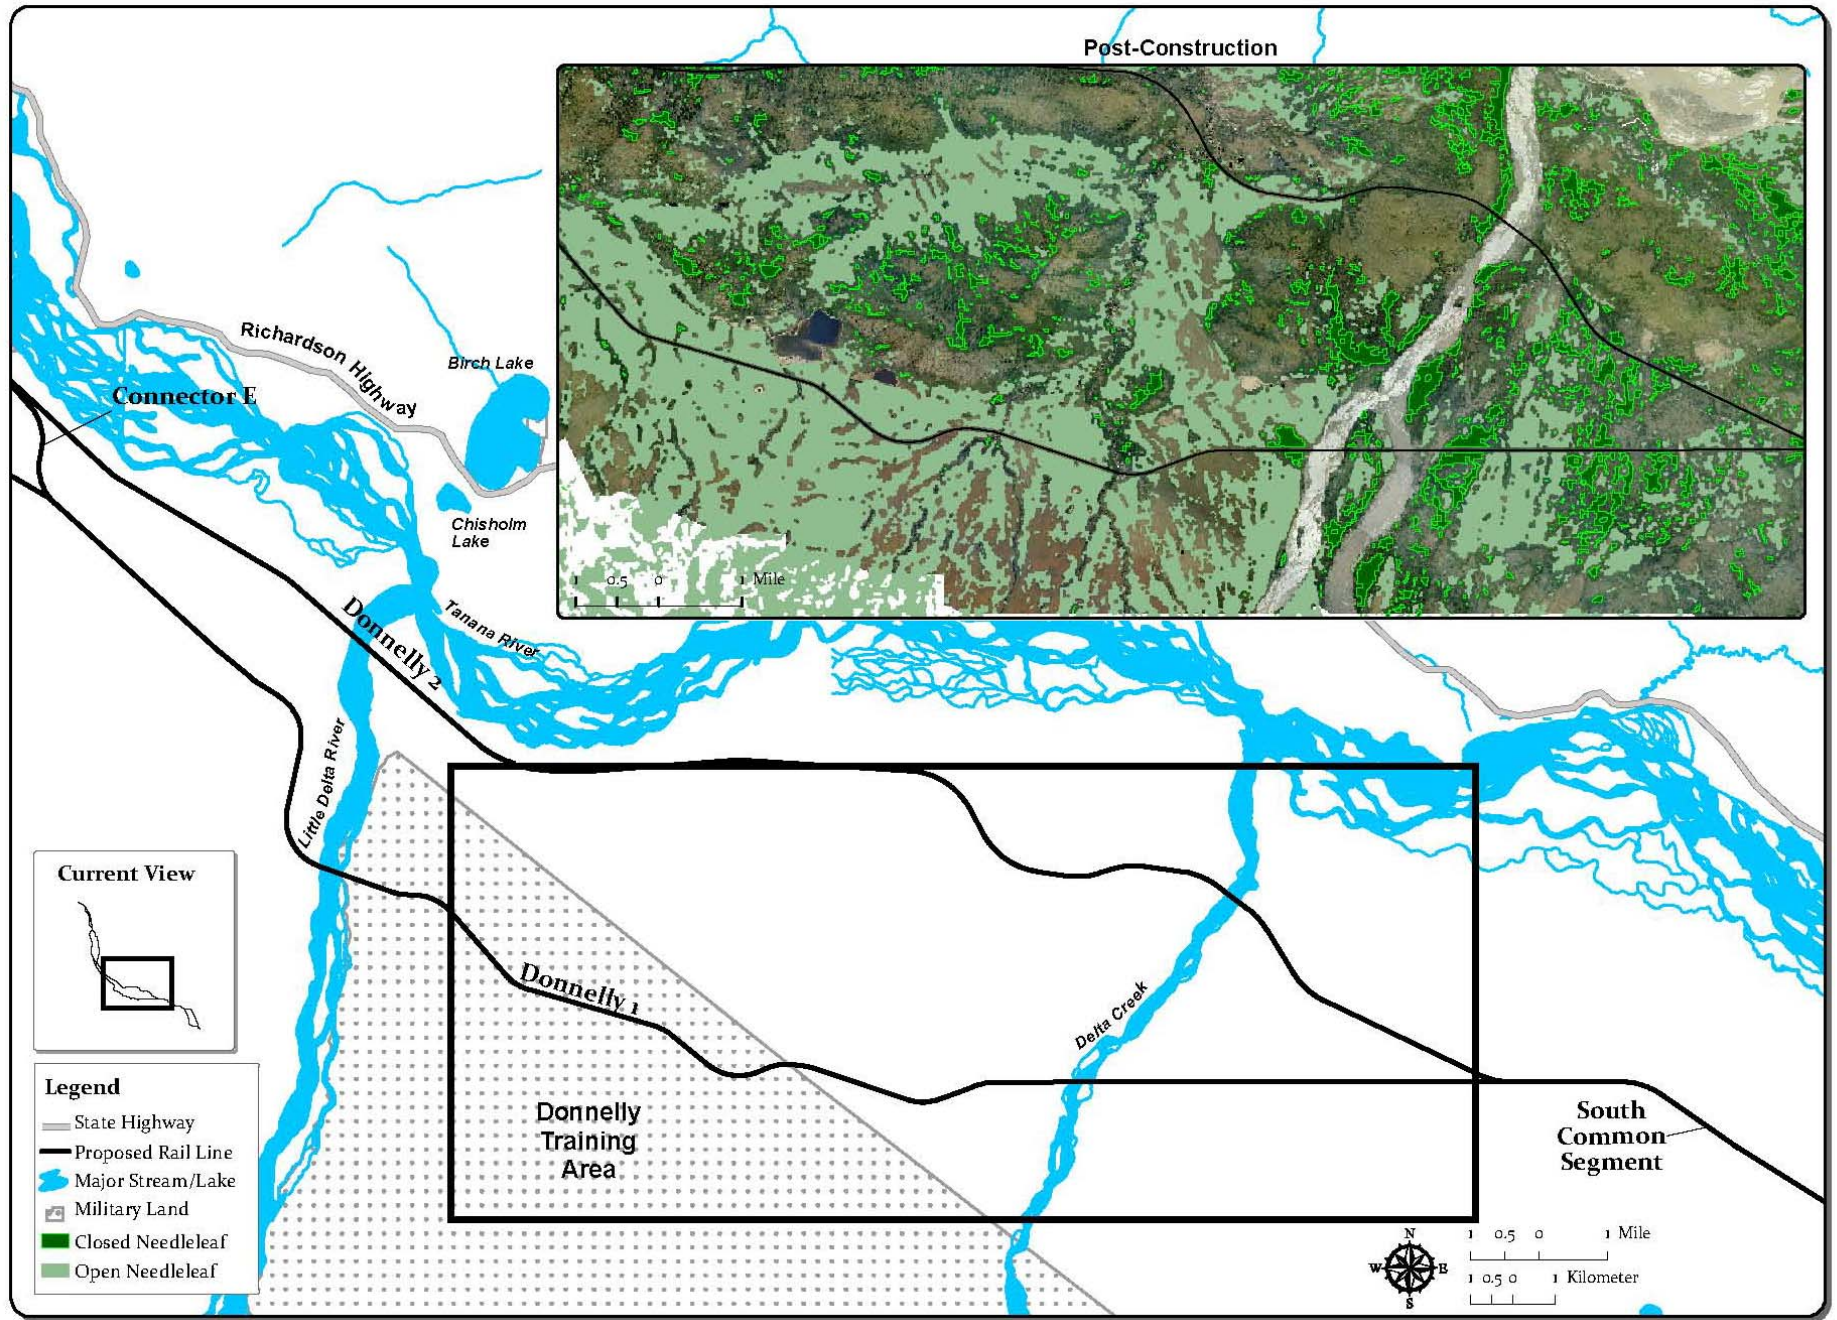 Post-Construction
1 0.5 0 1 Mile
Richardson Highway
Birch Lake
Connector E
Chisholm
Lake
Tanana River
Donnelly 2
Little Delta River
Current View
Donnelly 1
Delta Creek
Donnelly
Training
Area
South
Common
Segment
Legend
State Highway
Proposed Rail Line
Major Stream/Lake
Military Land
Closed Needleleaf
Open Needleleaf
N
W E
S
1 0.5 0 1 Mile
1 0.5 0 1 Kilometer